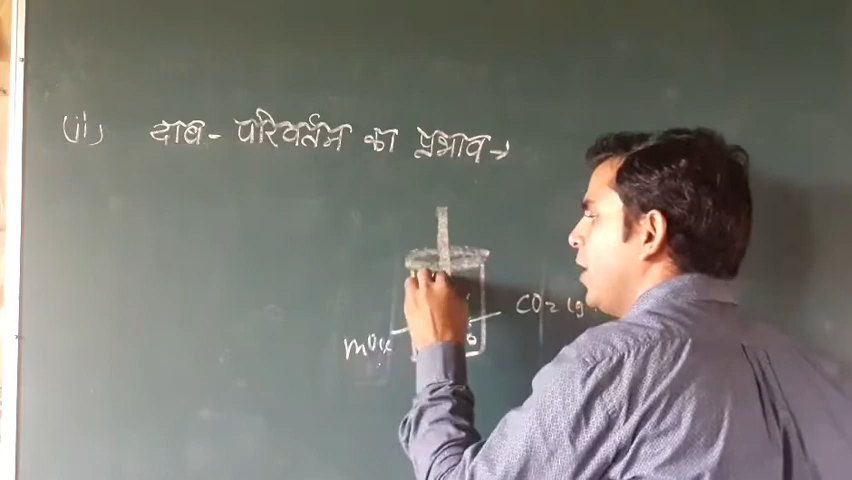 (ii) दाब - परिवर्तन का प्रभाव →
CO2 (g